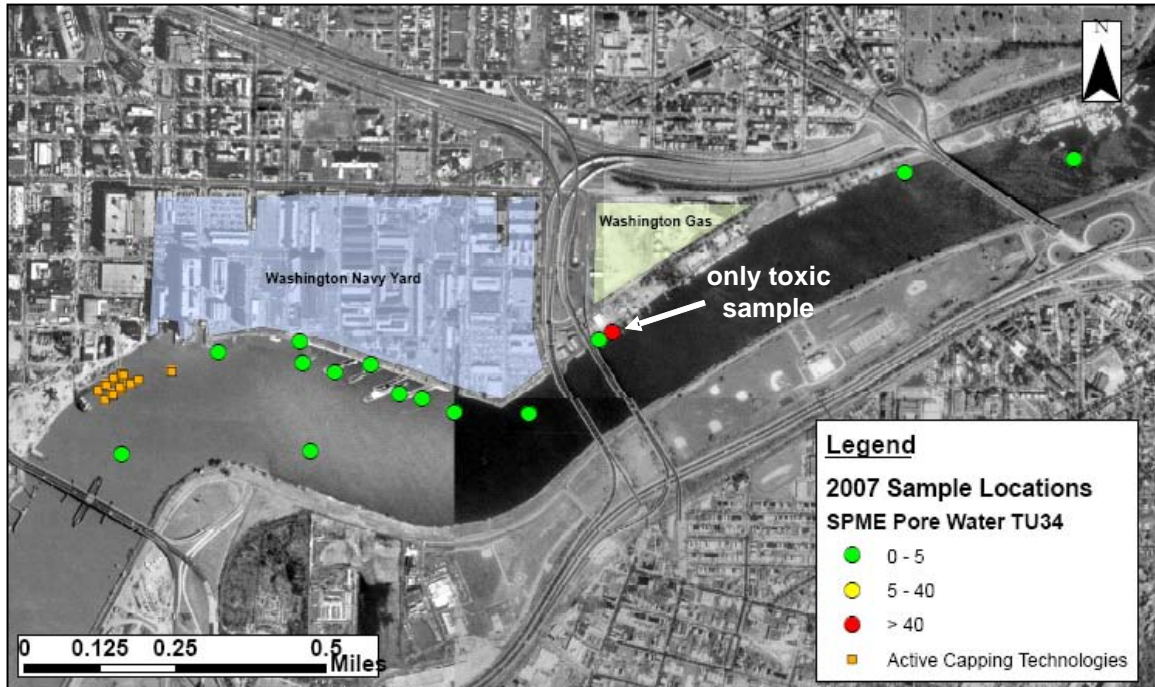 N
Washington Gas
Washington Navy Yard
only toxic
sample
Legend
2007 Sample Locations
SPME Pore Water TU34
0 - 5
5 - 40
> 40
Active Capping Technologies
0 0.125 0.25 0.5
Miles